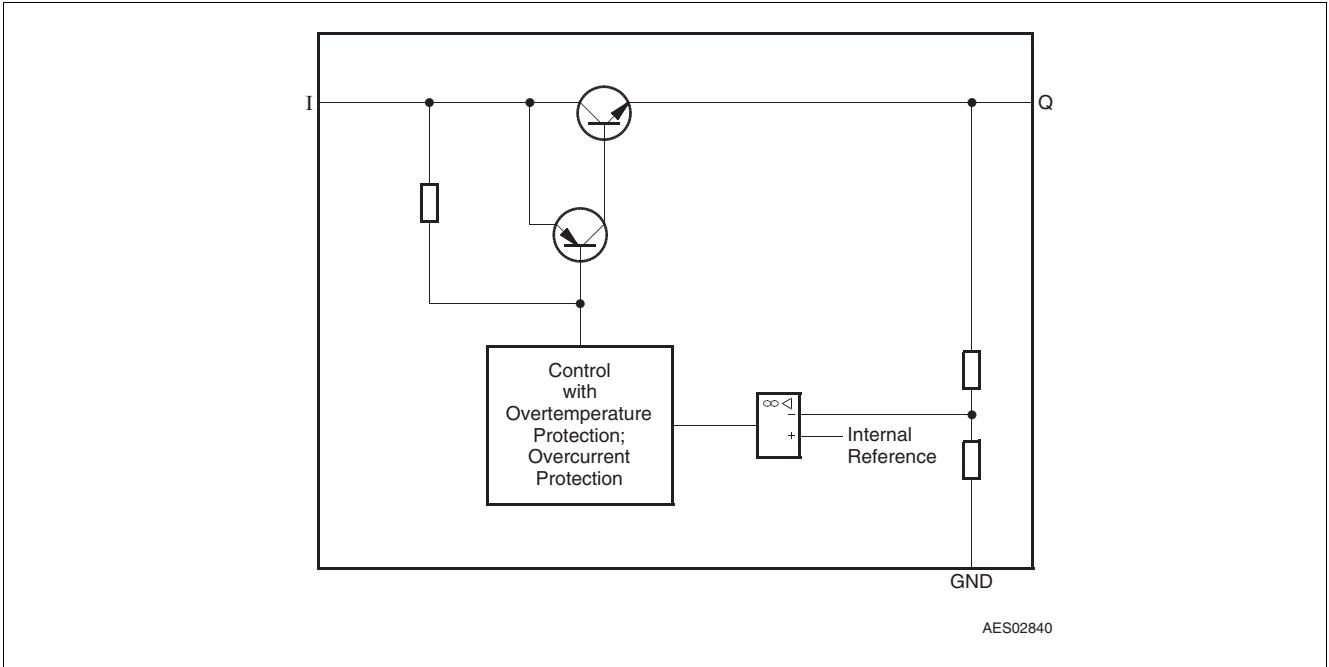 I
Q
Control
with
Overtemperature
Protection;
Overcurrent
Protection
∞ ◁
−
+
Internal
Reference
GND
AES02840